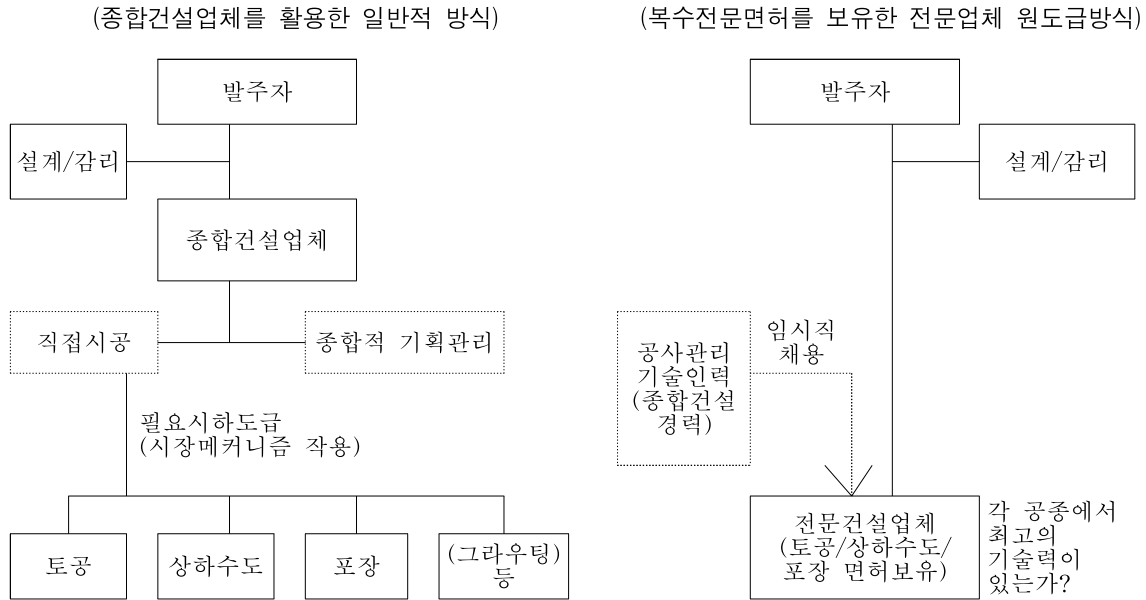 (종합건설업체를 활용한 일반적 방식)
발주자
설계/감리
종합건설업체
직접시공
종합적 기획관리
필요시하도급
(시장메커니즘 작용)
토공
상하수도
포장
(그라우팅)
등
(복수전문면허를 보유한 전문업체 원도급방식)
발주자
설계/감리
공사관리
기술인력
(종합건설
경력)
임시직
채용
전문건설업체
(토공/상하수도/
포장 면허보유)
각 공종에서
최고의
기술력이
있는가?